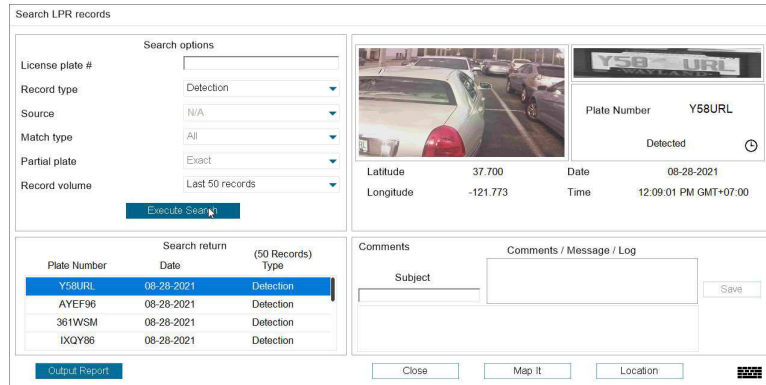 Search LPR records
Search options
License plate #
Record type Detection
Source N/A
Match type All
Partial plate Exact
Record volume Last 50 records
Execute Search
Y58 URL
WAYLAND
Plate Number Y58URL
Detected
Latitude 37.700 Date 08-28-2021
Longitude -121.773 Time 12:09:01 PM GMT+07:00
Search return (50 Records)
Plate Number Date Type
Y58URL 08-28-2021 Detection
AYEF96 08-28-2021 Detection
361WSM 08-28-2021 Detection
IXQY86 08-28-2021 Detection
Comments
Comments / Message / Log
Subject
Save
Output Report
Close
Map It
Location